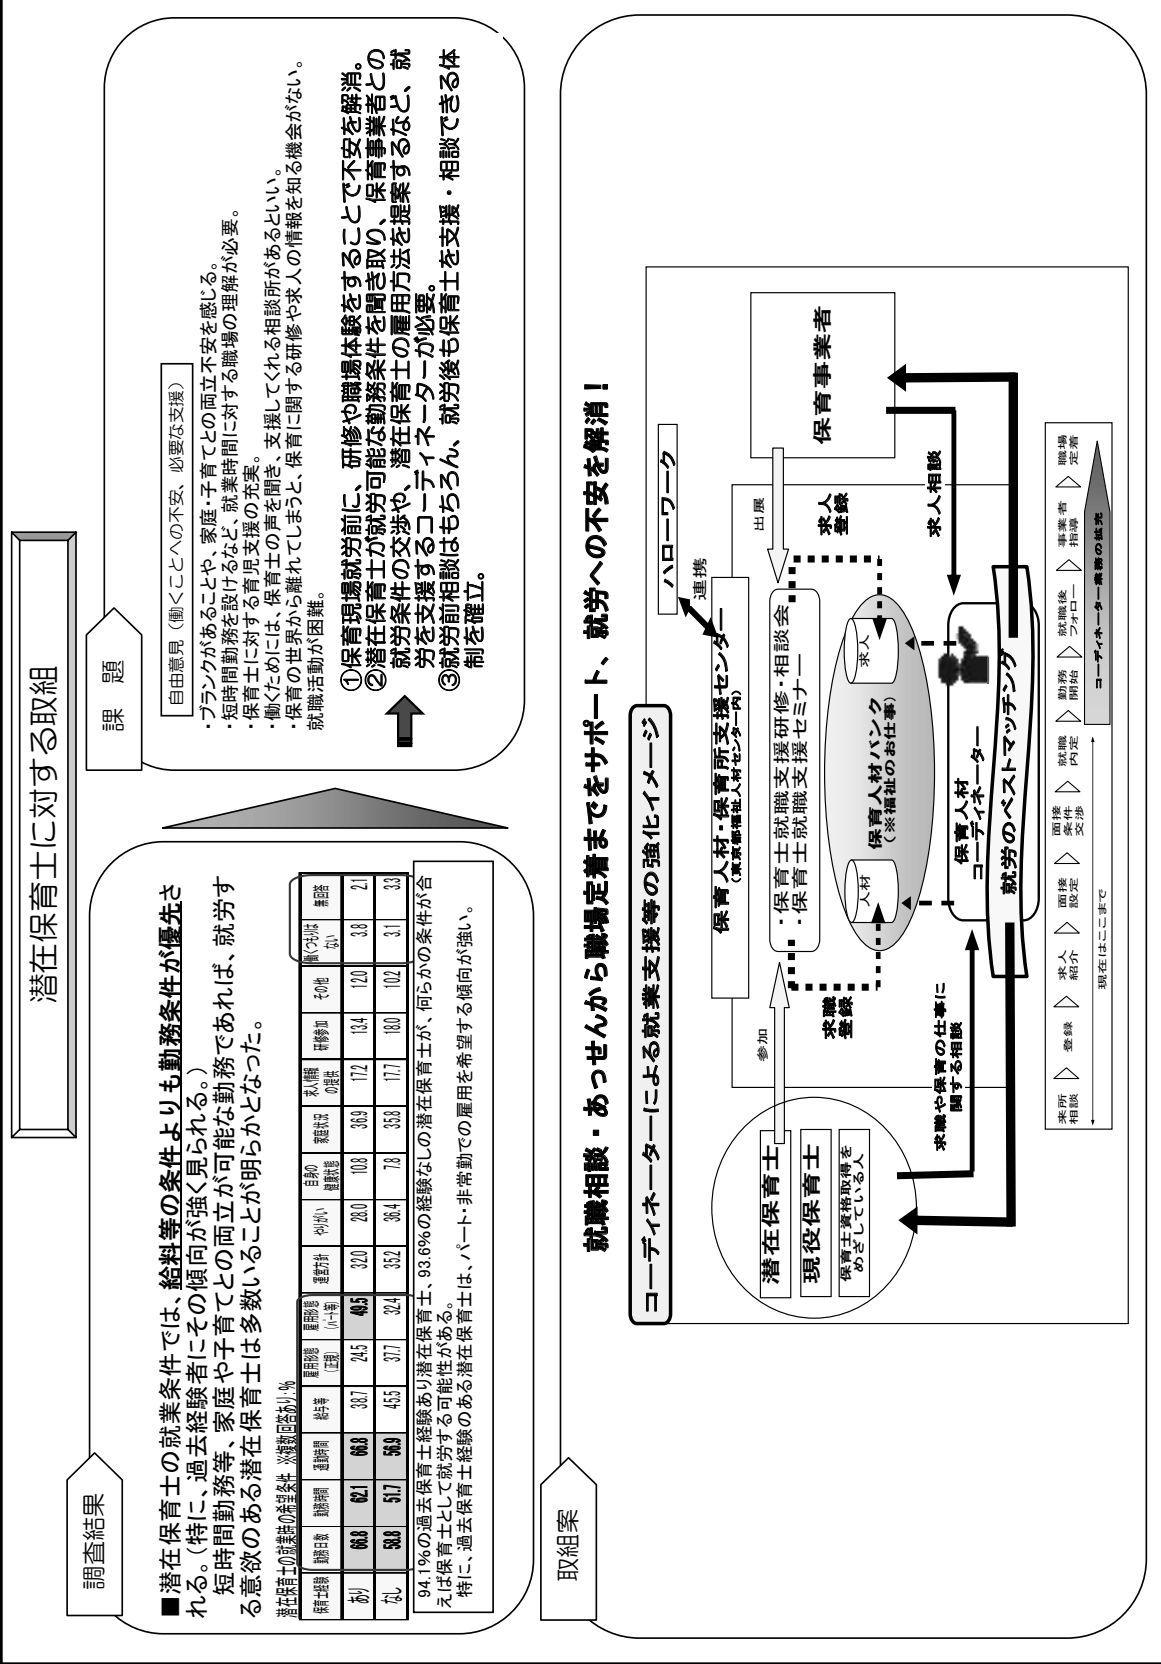 潜在保育士に対する取組
調査結果
■潜在保育士の就業条件では、給料等の条件よりも勤務条件が優先さ
れる。（特に、過去経験者にその傾向が強く見られる。）
短時間勤務等、家庭や子育てとの両立が可能な勤務であれば、就労す
る意欲のある潜在保育士は多数いることが明らかとなった。
潜在保育士の就業時の希望条件 ※複数回答あり:％
保育士経験 勤務日数 勤務時間 通勤時間 給与等 雇用形態（正規） 雇用形態（パート等） 運営方針 やりがい 自身の健康状態 家庭状況 求人情報の提供 研修参加 その他 働くつもりはない 無回答
あり 66.8 62.1 66.8 38.7 24.5 49.5 32.0 28.0 10.8 36.9 17.2 13.4 12.0 3.8 2.1
なし 58.8 51.7 56.9 45.5 37.7 32.4 35.2 36.4 7.8 35.8 17.7 18.0 10.2 3.1 3.3
94.1％の過去保育士経験あり潜在保育士、93.6％の経験なしの潜在保育士が、何らかの条件が合
えば保育士として就労する可能性がある。
特に、過去保育士経験のある潜在保育士は、パート・非常勤での雇用を希望する傾向が強い。
課 題
自由意見（働くことへの不安、必要な支援）
・ブランクがあることや、家庭・子育てとの両立不安を感じる。
・短時間勤務を設けるなど、就業時間に対する職場の理解が必要。
・保育士に対する育児支援の充実。
・働くためには、保育士の声を聞き、支援してくれる相談所があるといい。
・保育の世界から離れてしまうと、保育に関する研修や求人の情報を知る機会がない。
就職活動が困難。
①保育現場就労前に、研修や職場体験をすることで不安を解消。
②潜在保育士が就労可能な勤務条件を聞き取り、保育事業者との
就労条件の交渉や、潜在保育士の雇用方法を提案するなど、就
労を支援するコーディネーターが必要。
③就労前相談はもちろん、就労後も保育士を支援・相談できる体
制を確立。
取組案
就職相談・あっせんから職場定着までをサポート、就労への不安を解消！
コーディネーターによる就業支援等の強化イメージ
ハローワーク
連携
保育人材・保育所支援センター
（東京都福祉人材センター内）
潜在保育士
現役保育士
保育士資格取得を
めざしている人
参加
・保育士就職支援研修・相談会
・保育士就職支援セミナー
出展
保育事業者
求職
登録
人材
保育人材バンク
（※福祉のお仕事）
求人
求人
登録
求職や保育の仕事に
関する相談
保育人材
コーディネーター
求人相談
就労のベストマッチング
来所
相談
登録
求人
紹介
面接
設定
面接
条件
交渉
就職
内定
勤務
開始
就職後
フォロー
事業者
指導
職場
定着
現在はここまで
コーディネーター業務の拡充